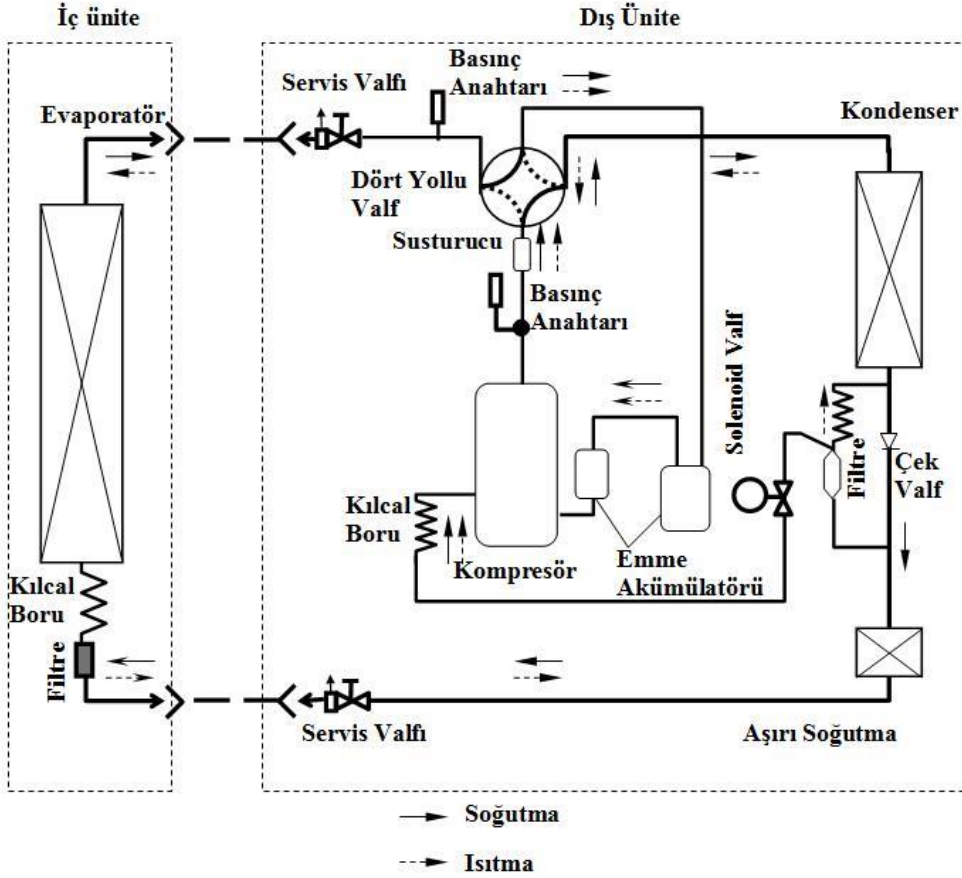 İç ünite
Dış Ünite
Basınç
Anahtarı
Servis Valfı
Evaporatör
Kondenser
Dört Yollu
Valf
Susturucu
Basınç
Anahtarı
Solenoid Valf
Filtre
Çek
Valf
Kılcal
Boru
Kompresör
Emme
Akümülatörü
Kılcal
Boru
Filtre
Servis Valfı
Aşırı Soğutma
Soğutma
Isıtma